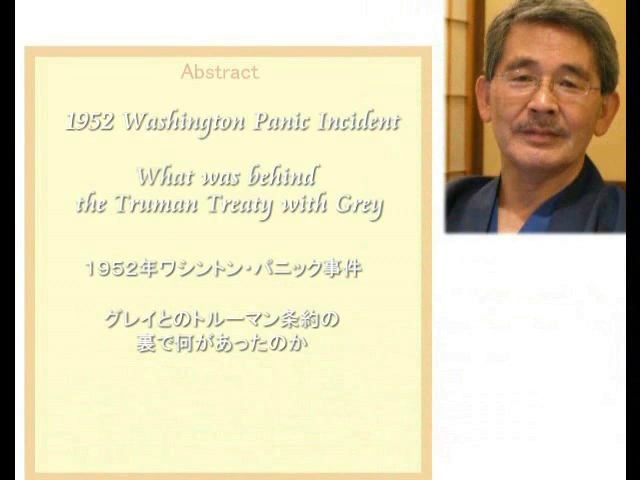 Abstract
1952 Washington Panic Incident
What was behind
the Truman Treaty with Grey
1952年ワシントン・パニック事件
グレイとのトルーマン条約の
裏で何があったのか